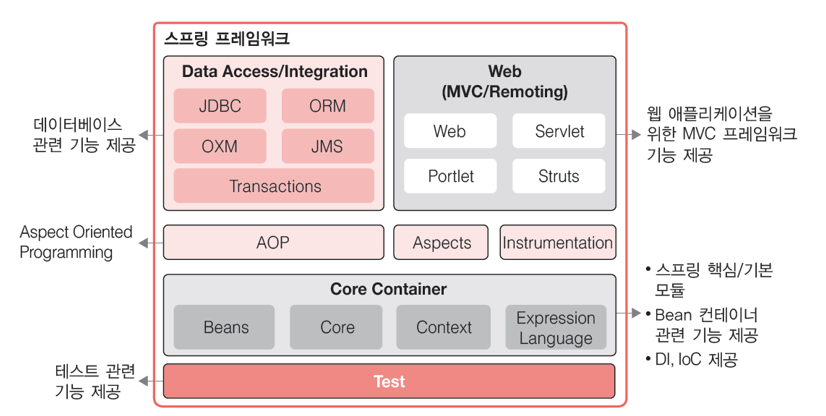 스프링 프레임워크
Data Access/Integration
JDBC
ORM
OXM
JMS
Transactions
Web
(MVC/Remoting)
Web
Servlet
Portlet
Struts
데이터베이스
관련 기능 제공
웹 애플리케이션을
위한 MVC 프레임워크
기능 제공
Aspect Oriented
Programming
AOP
Aspects
Instrumentation
Core Container
Beans
Core
Context
Expression
Language
• 스프링 핵심/기본
모듈
• Bean 컨테이너
관련 기능 제공
• DI, IoC 제공
테스트 관련
기능 제공
Test